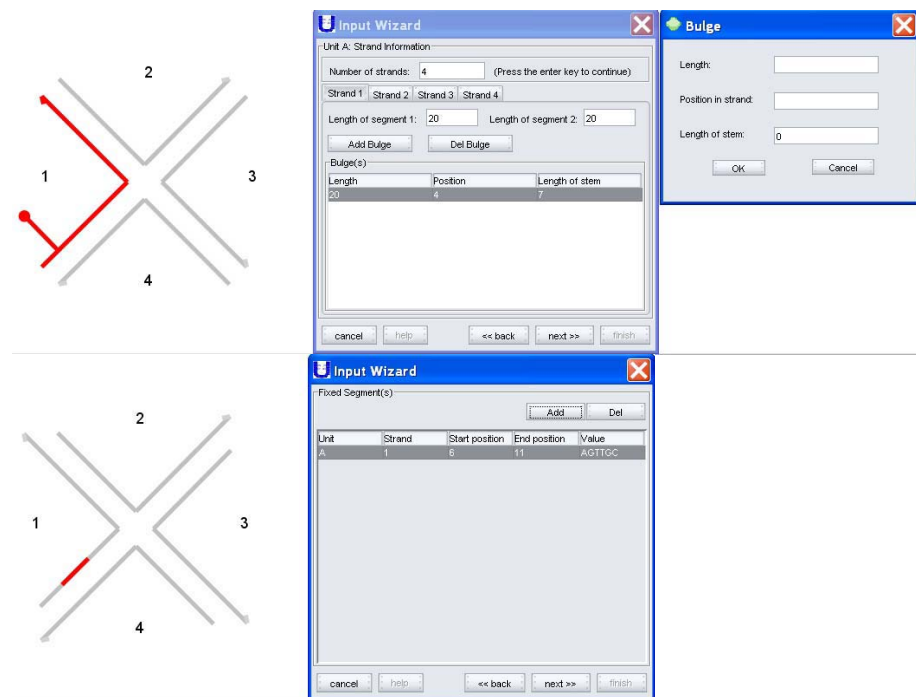 2
1
3
4
Input Wizard
Unit A: Strand Information
Number of strands: 4 (Press the enter key to continue)
Strand 1 Strand 2 Strand 3 Strand 4
Length of segment 1: 20 Length of segment 2: 20
Add Bulge Del Bulge
Bulge(s)
Length Position Length of stem
20 4 7
cancel help << back next >> finish
Bulge
Length:
Position in strand:
Length of stem: 0
OK Cancel
2
1
3
4
Input Wizard
Fixed Segment(s)
Add Del
Unit Strand Start position End position Value
A 1 6 11 AGTTGC
cancel help << back next >> finish